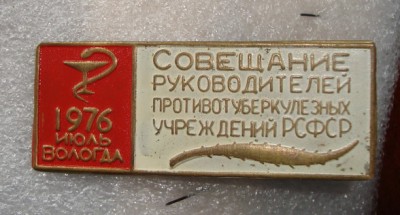 1976
ИЮЛЬ
ВОЛОГДА
СОВЕЩАНИЕ
РУКОВОДИТЕЛЕЙ
ПРОТИВОТУБЕРКУЛЕЗНЫХ
УЧРЕЖДЕНИЙ РСФСР